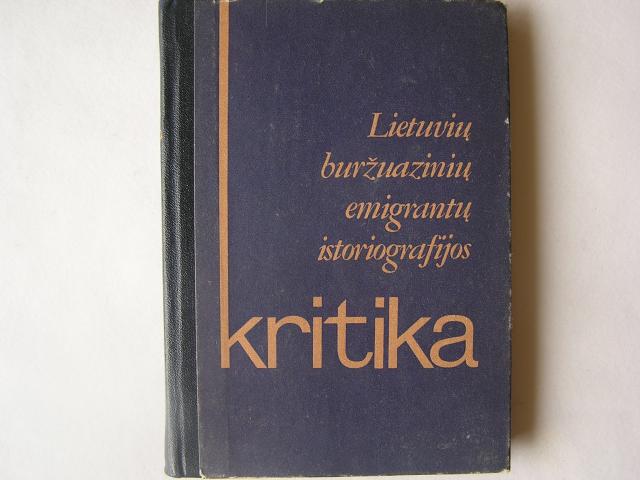 Lietuvių
buržuazinių
emigrantų
istoriografijos
kritika